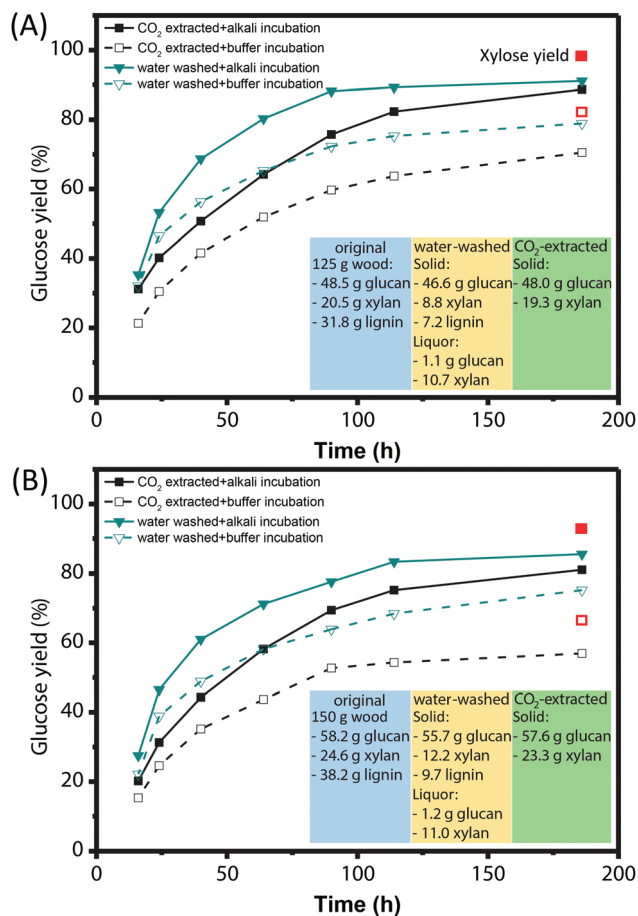 (A)
CO₂ extracted+alkali incubation
CO₂ extracted+buffer incubation
water washed+alkali incubation
water washed+buffer incubation
Xylose yield
Glucose yield (%)
100
80
60
40
20
0
original
125 g wood:
- 48.5 g glucan
- 20.5 g xylan
- 31.8 g lignin
water-washed
Solid:
- 46.6 g glucan
- 8.8 xylan
- 7.2 lignin
Liquor:
- 1.1 g glucan
- 10.7 xylan
CO₂-extracted
Solid:
- 48.0 g glucan
- 19.3 g xylan
0
50
100
150
200
Time (h)
(B)
CO₂ extracted+alkali incubation
CO₂ extracted+buffer incubation
water washed+alkali incubation
water washed+buffer incubation
Glucose yield (%)
100
80
60
40
20
0
original
150 g wood:
- 58.2 g glucan
- 24.6 g xylan
- 38.2 g lignin
water-washed
Solid:
- 55.7 g glucan
- 12.2 xylan
- 9.7 lignin
Liquor:
- 1.2 g glucan
- 11.0 xylan
CO₂-extracted
Solid:
- 57.6 g glucan
- 23.3 g xylan
0
50
100
150
200
Time (h)